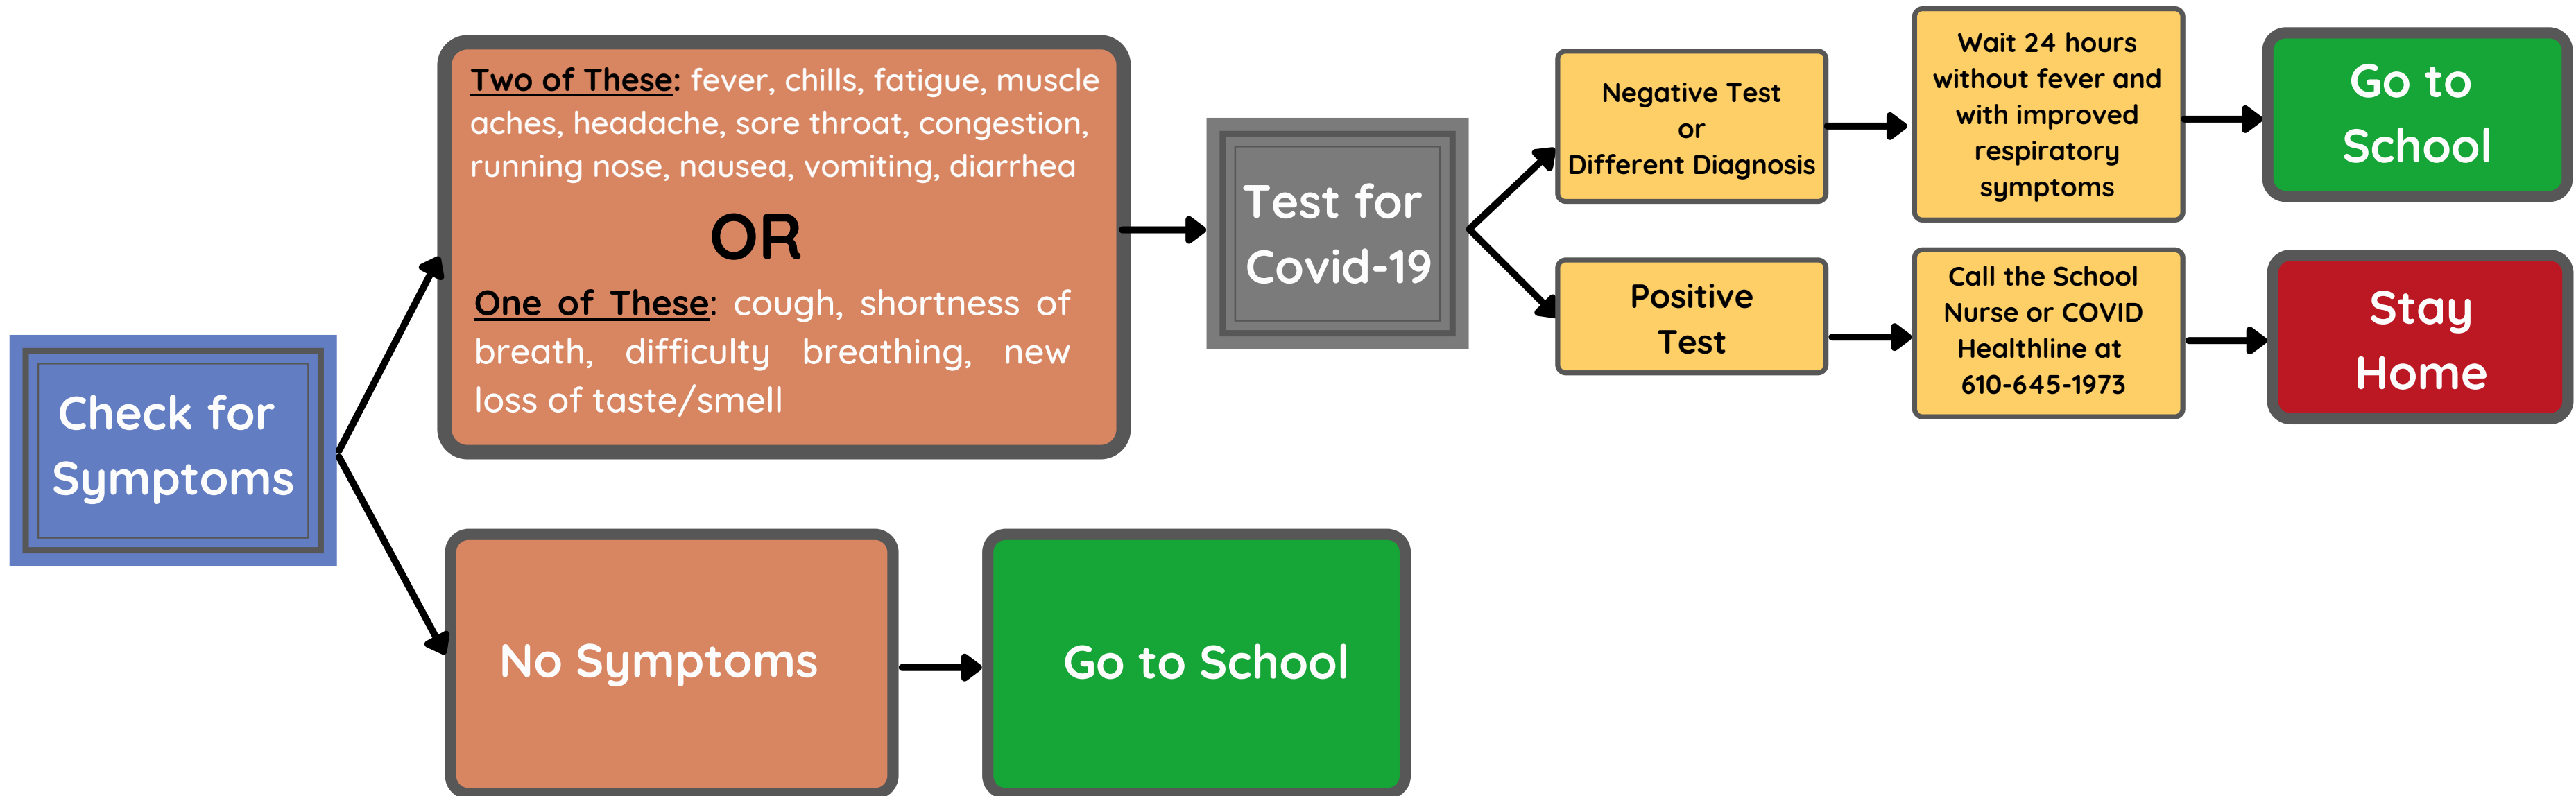 Check for
Symptoms
Two of These: fever, chills, fatigue, muscle
aches, headache, sore throat, congestion,
running nose, nausea, vomiting, diarrhea
OR
One of These: cough, shortness of
breath, difficulty breathing, new
loss of taste/smell
Test for
Covid-19
Negative Test
or
Different Diagnosis
Wait 24 hours
without fever and
with improved
respiratory
symptoms
Go to
School
Positive
Test
Call the School
Nurse or COVID
Healthline at
610-645-1973
Stay
Home
No Symptoms
Go to School